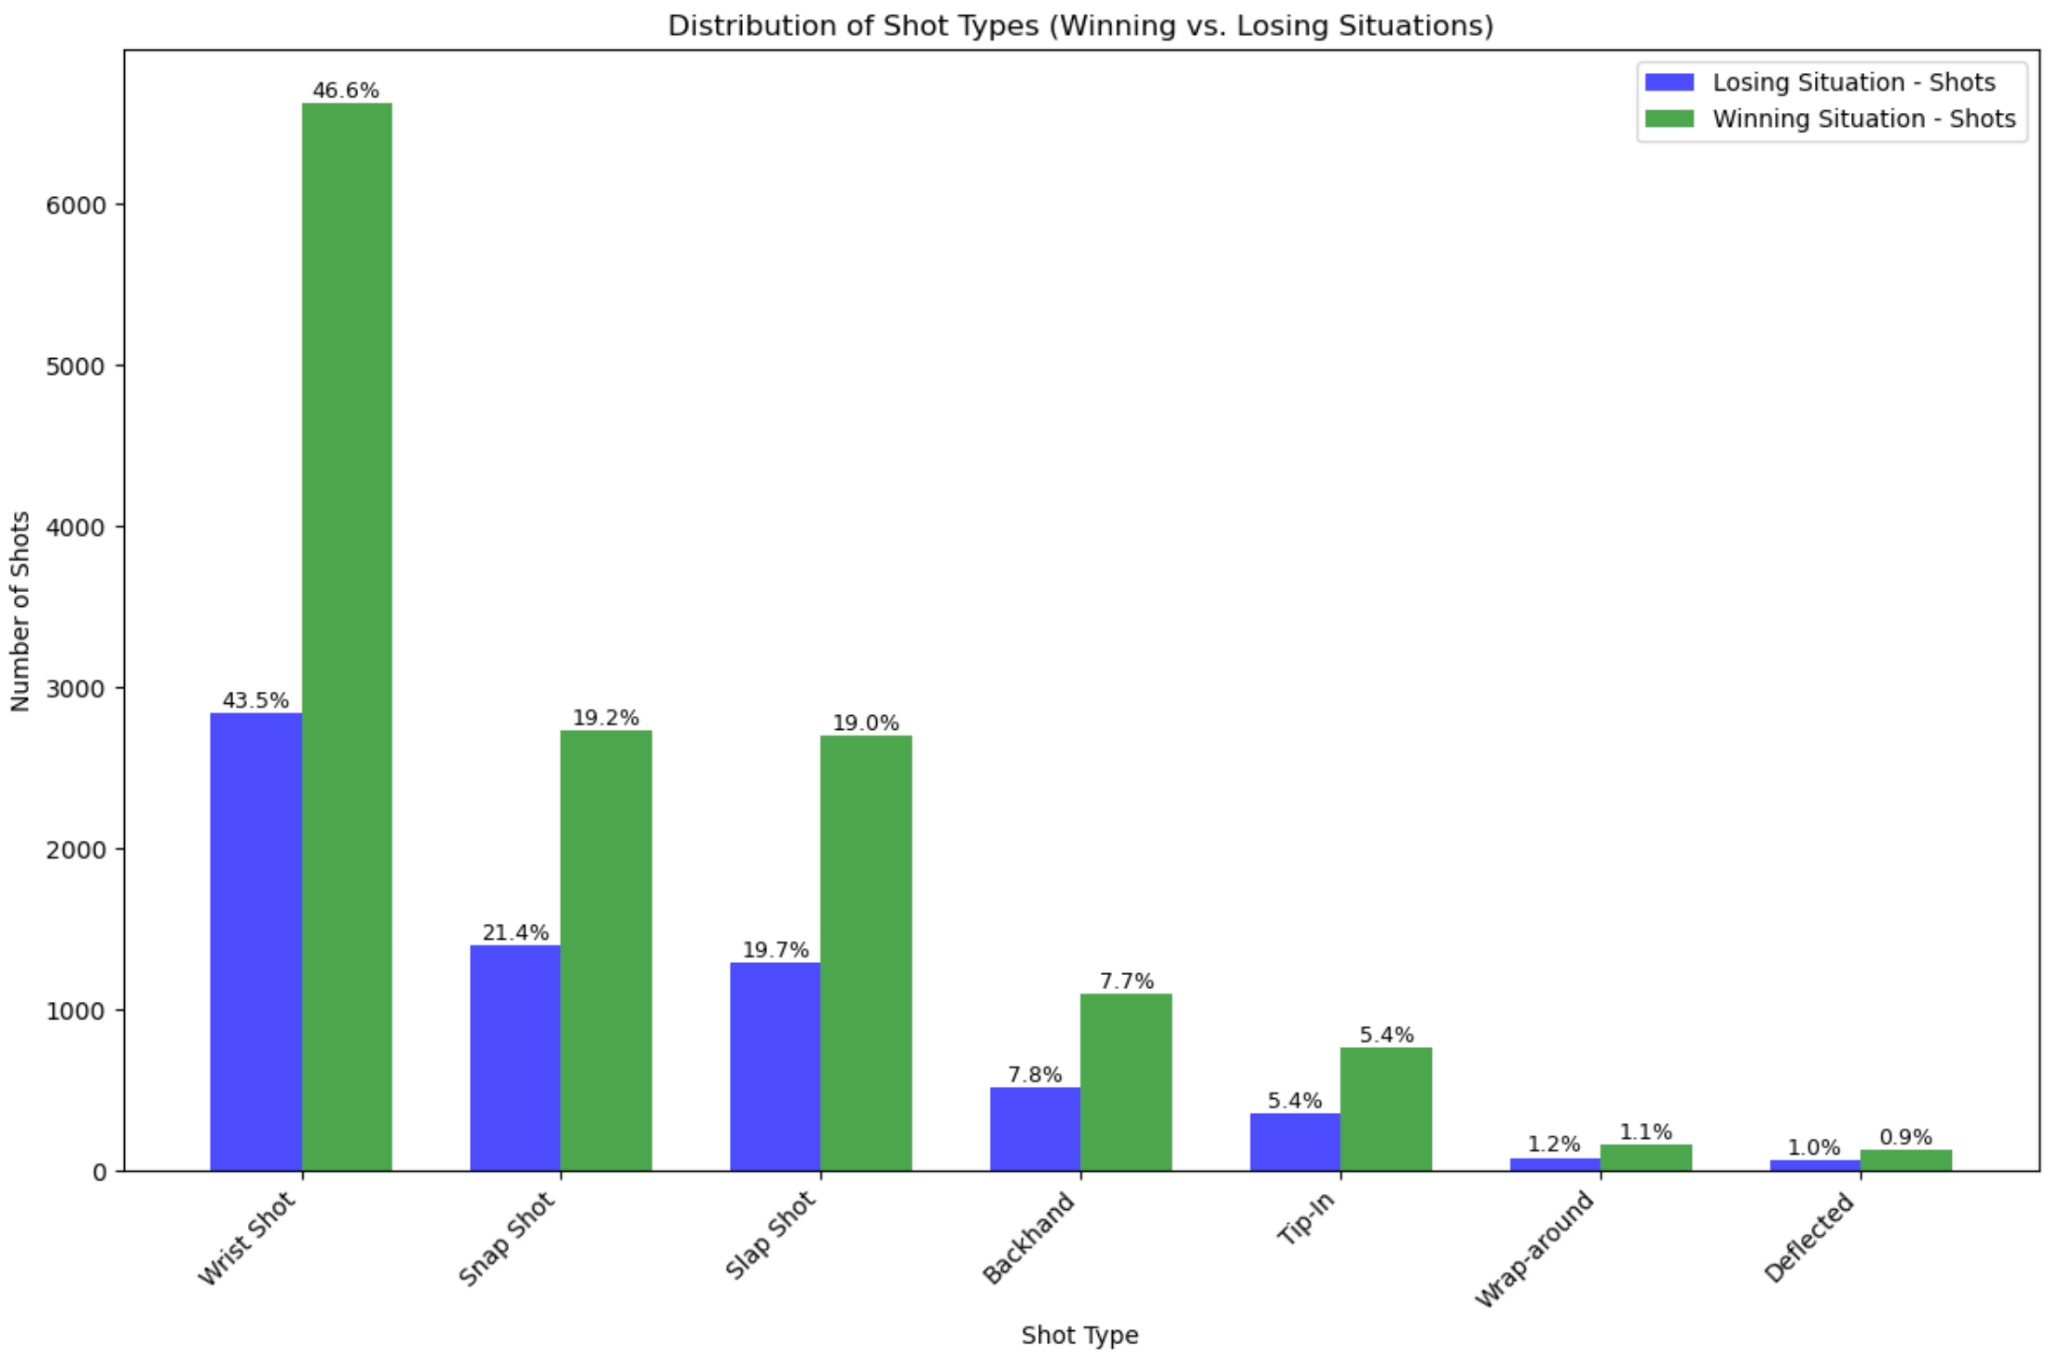 Distribution of Shot Types (Winning vs. Losing Situations)
Losing Situation - Shots
Winning Situation - Shots
Number of Shots
6000
5000
4000
3000
2000
1000
0
43.5%
46.6%
21.4%
19.2%
19.7%
19.0%
7.8%
7.7%
5.4%
5.4%
1.2%
1.1%
1.0%
0.9%
Wrist Shot
Snap Shot
Slap Shot
Backhand
Tip-In
Wrap-around
Deflected
Shot Type